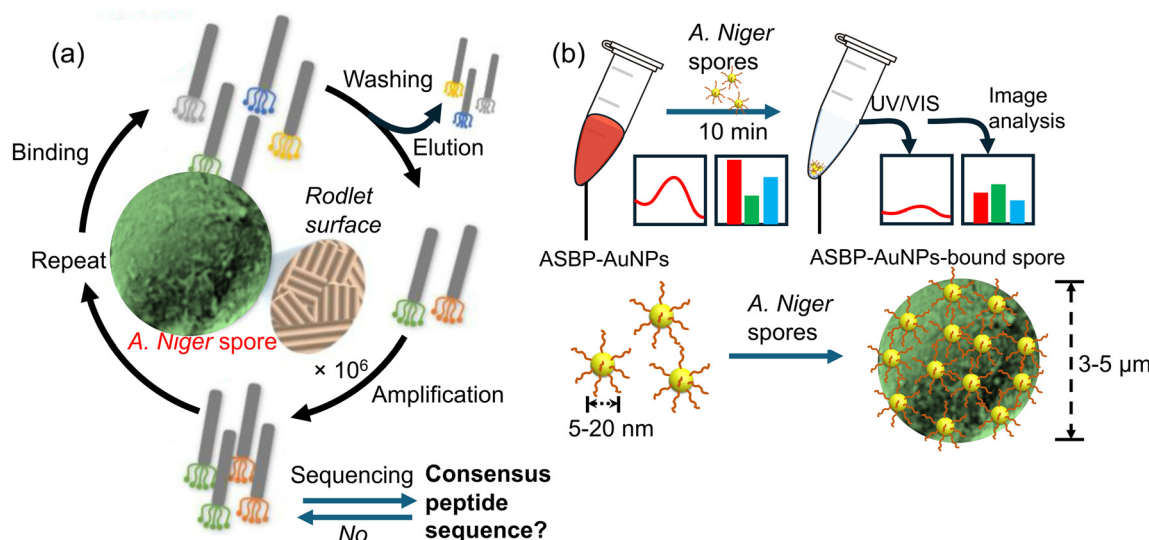 (a)
Washing
Elution
Binding
Rodlet
surface
Repeat
A. Niger spore
× 10⁶
Amplification
Sequencing
No
Consensus
peptide
sequence?
(b)
A. Niger
spores
10 min
UV/VIS
Image
analysis
ASBP-AuNPs
ASBP-AuNPs-bound spore
A. Niger
spores
5-20 nm
3-5 µm